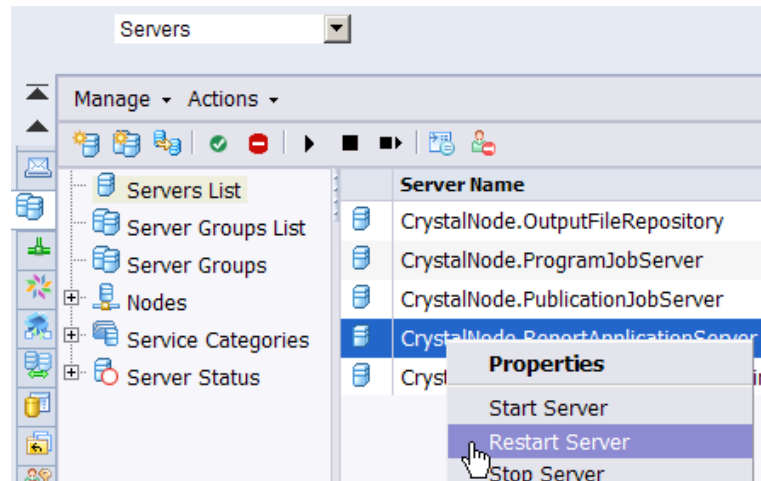 Servers
Manage Actions
Servers List
Server Groups List
Server Groups
Nodes
Service Categories
Server Status
Server Name
CrystalNode.OutputFileRepository
CrystalNode.ProgramJobServer
CrystalNode.PublicationJobServer
CrystalNode.ReportApplicationServer
Cryst
Properties
Start Server
Restart Server
Stop Server